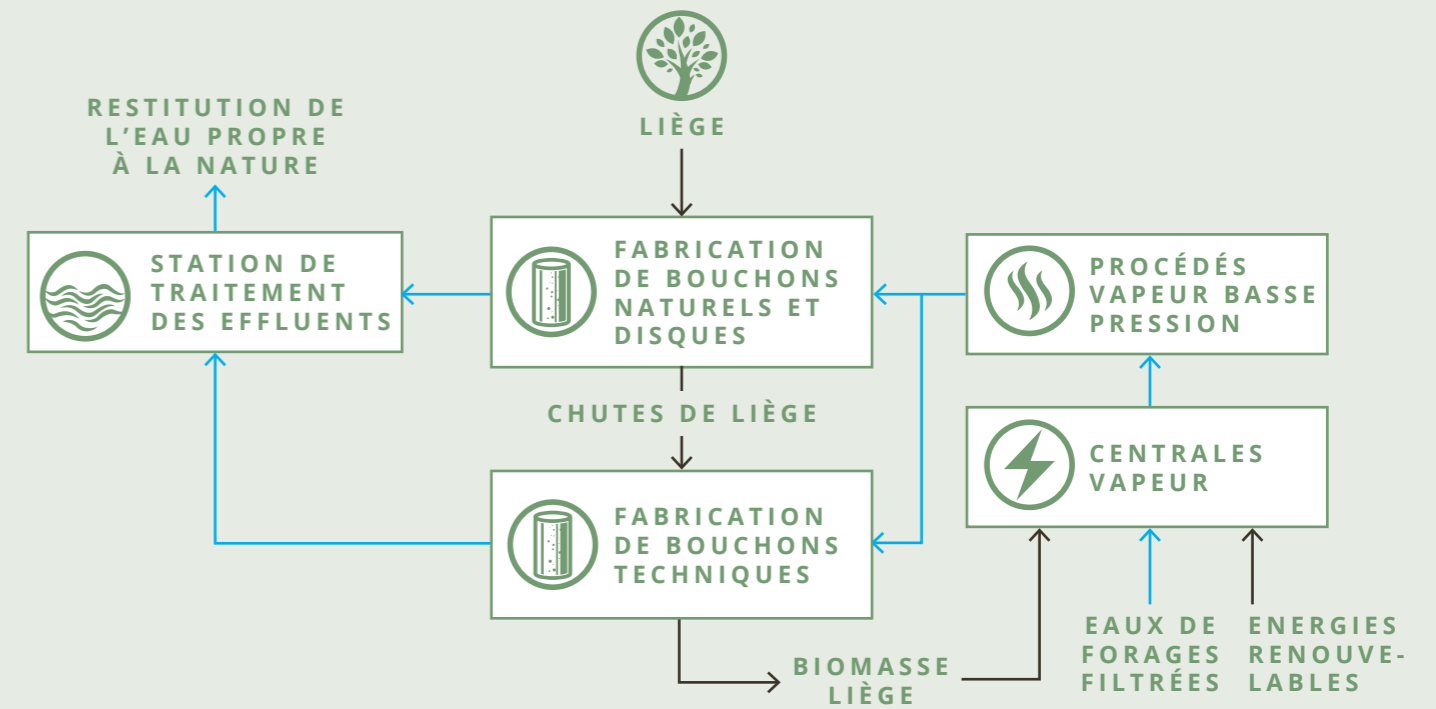 LIÈGE
RESTITUTION DE
L’EAU PROPRE
À LA NATURE
STATION DE
TRAITEMENT
DES EFFLUENTS
FABRICATION
DE BOUCHONS
NATURELS ET
DISQUES
PROCÉDÉS
VAPEUR BASSE
PRESSION
CHUTES DE LIÈGE
CENTRALES
VAPEUR
FABRICATION
DE BOUCHONS
TECHNIQUES
BIOMASSE
LIÈGE
EAUX DE
FORAGES
FILTRÉES
ENERGIES
RENOUVE-
LABLES